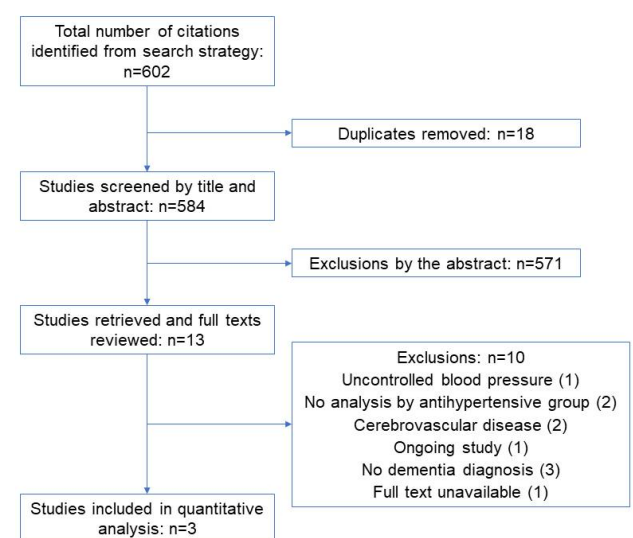 Total number of citations
identified from search strategy:
n=602
Duplicates removed: n=18
Studies screened by title and
abstract: n=584
Exclusions by the abstract: n=571
Studies retrieved and full texts
reviewed: n=13
Exclusions: n=10
Uncontrolled blood pressure (1)
No analysis by antihypertensive group (2)
Cerebrovascular disease (2)
Ongoing study (1)
No dementia diagnosis (3)
Full text unavailable (1)
Studies included in quantitative
analysis: n=3